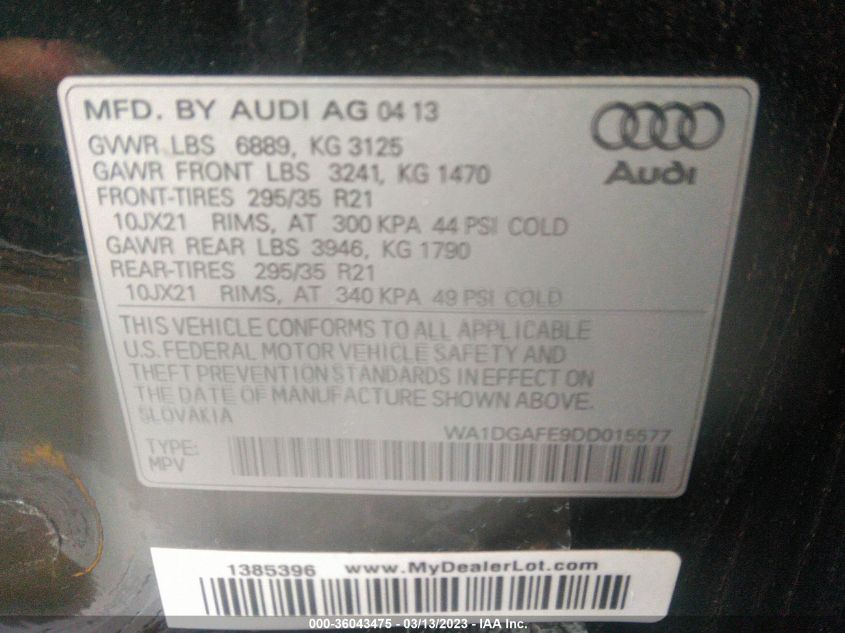 MFD. BY AUDI AG 04 13
GVWR LBS 6889, KG 3125
GAWR FRONT LBS 3241, KG 1470
FRONT-TIRES 295/35 R21
10JX21 RIMS, AT 300 KPA 44 PSI COLD
GAWR REAR LBS 3946, KG 1790
REAR-TIRES 295/35 R21
10JX21 RIMS, AT 340 KPA 49 PSI COLD
Audi
THIS VEHICLE CONFORMS TO ALL APPLICABLE
U.S. FEDERAL MOTOR VEHICLE SAFETY AND
THEFT PREVENTION STANDARDS IN EFFECT ON
THE DATE OF MANUFACTURE SHOWN ABOVE.
SLOVAKIA
WA1DGAFE9DD015577
TYPE:
MPV
1385396 www.MyDealerLot.com
000-36043475 - 03/13/2023 - IAA Inc.